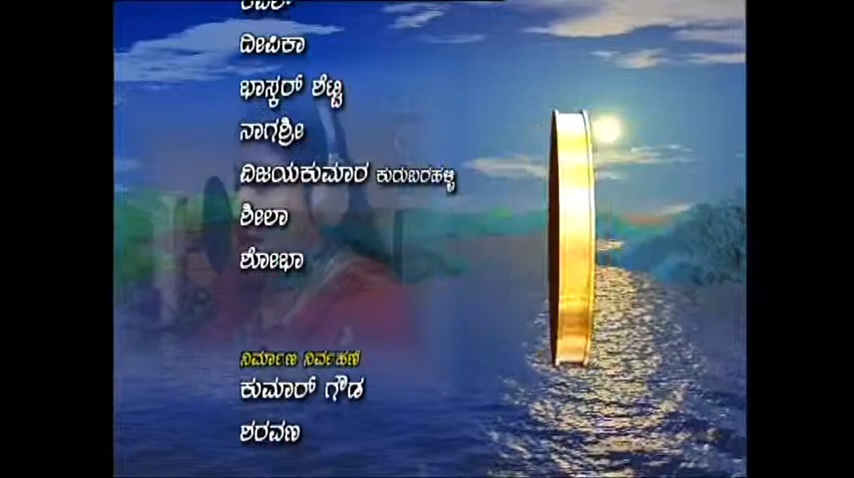 ದೀಪಿಕಾ
ಭಾಸ್ಕರ್ ಶೆಟ್ಟಿ
ನಾಗಶ್ರೀ
ವಿಜಯಕುಮಾರ ಕುರುಬರಹಳ್ಳಿ
ಶೀಲಾ
ಶೋಭಾ
ನಿರ್ಮಾಣ ನಿರ್ವಹಣೆ
ಕುಮಾರ್ ಗೌಡ
ಶರವಣ